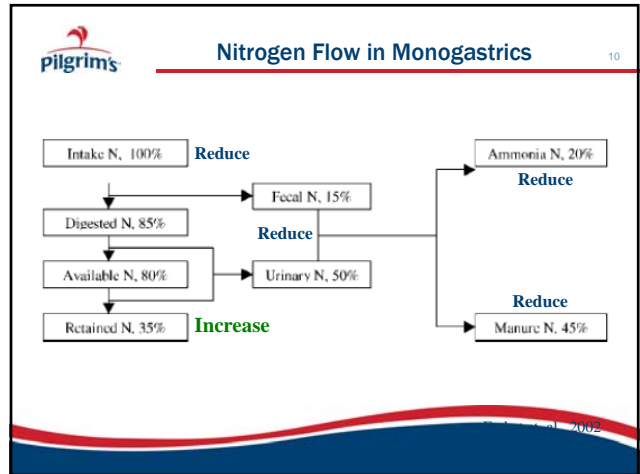 Pilgrim's
Nitrogen Flow in Monogastrics
10
Intake N, 100%
Reduce
Ammonia N, 20%
Reduce
Fecal N, 15%
Digested N, 85%
Reduce
Available N, 80%
Urinary N, 50%
Reduce
Retained N, 35%
Increase
Manure N, 45%
2002